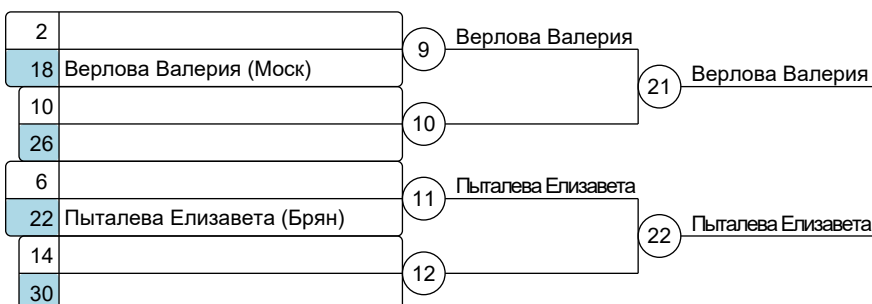 2
9 Верлова Валерия
18 Верлова Валерия (Моск)
21 Верлова Валерия
10
10
26
6
11 Пыталева Елизавета
22 Пыталева Елизавета (Брян)
22 Пыталева Елизавета
14
12
30